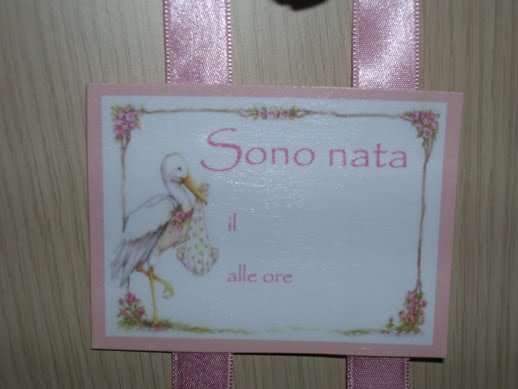 Sono nata
il
alle ore